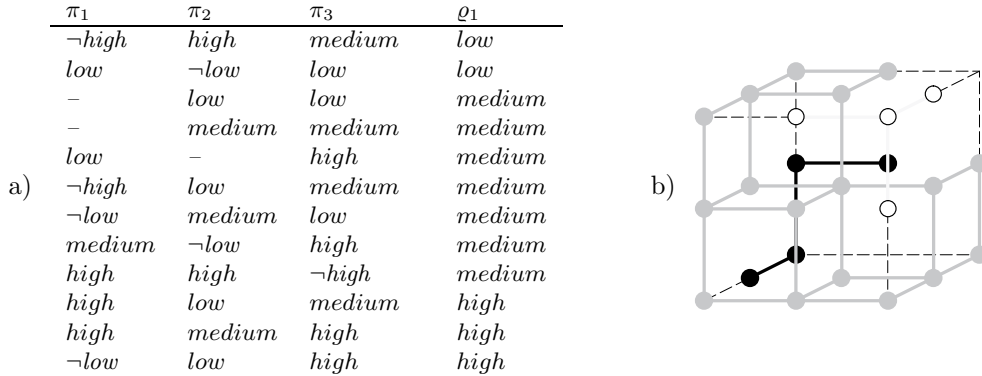 π₁ π₂ π₃ ϱ₁
¬high high medium low
low ¬low low low
– low low medium
– medium medium medium
low – high medium
a) ¬high low medium medium b)
¬low medium low medium
medium ¬low high medium
high high ¬high medium
high low medium high
high medium high high
¬low low high high